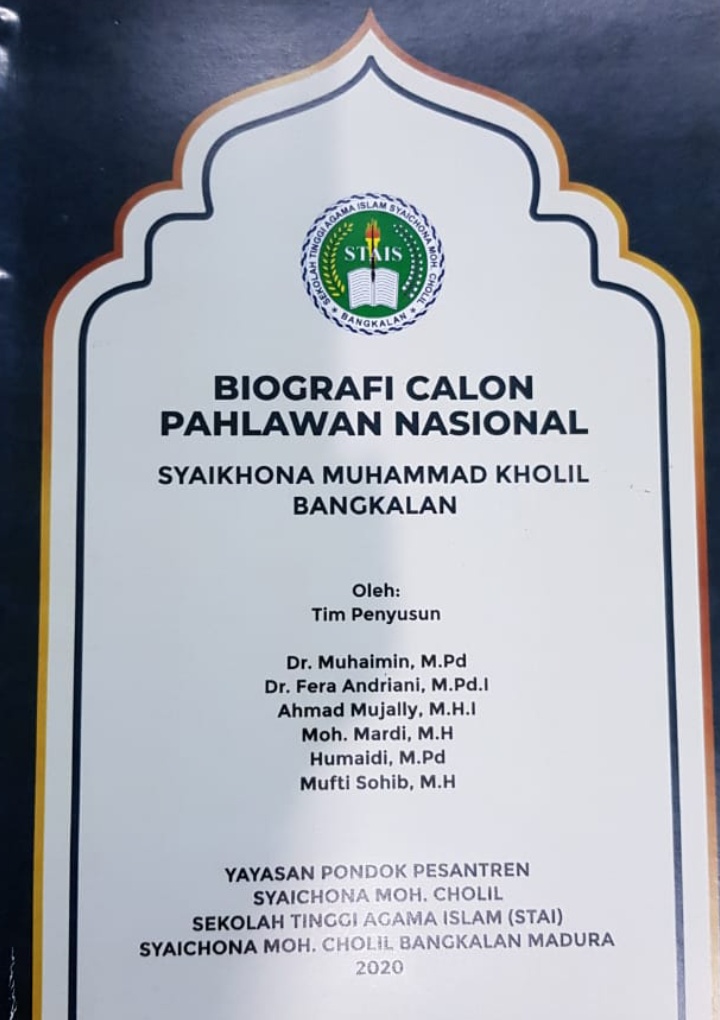 SEKOLAH TINGGI AGAMA ISLAM SYAICHONA MOH. CHOLIL
STAIS
BANGKALAN
BIOGRAFI CALON
PAHLAWAN NASIONAL
SYAIKHONA MUHAMMAD KHOLIL
BANGKALAN
Oleh:
Tim Penyusun
Dr. Muhaimin, M.Pd
Dr. Fera Andriani, M.Pd.I
Ahmad Mujally, M.H.I
Moh. Mardi, M.H
Humaidi, M.Pd
Mufti Sohib, M.H
YAYASAN PONDOK PESANTREN
SYAICHONA MOH. CHOLIL
SEKOLAH TINGGI AGAMA ISLAM (STAI)
SYAICHONA MOH. CHOLIL BANGKALAN MADURA
2020